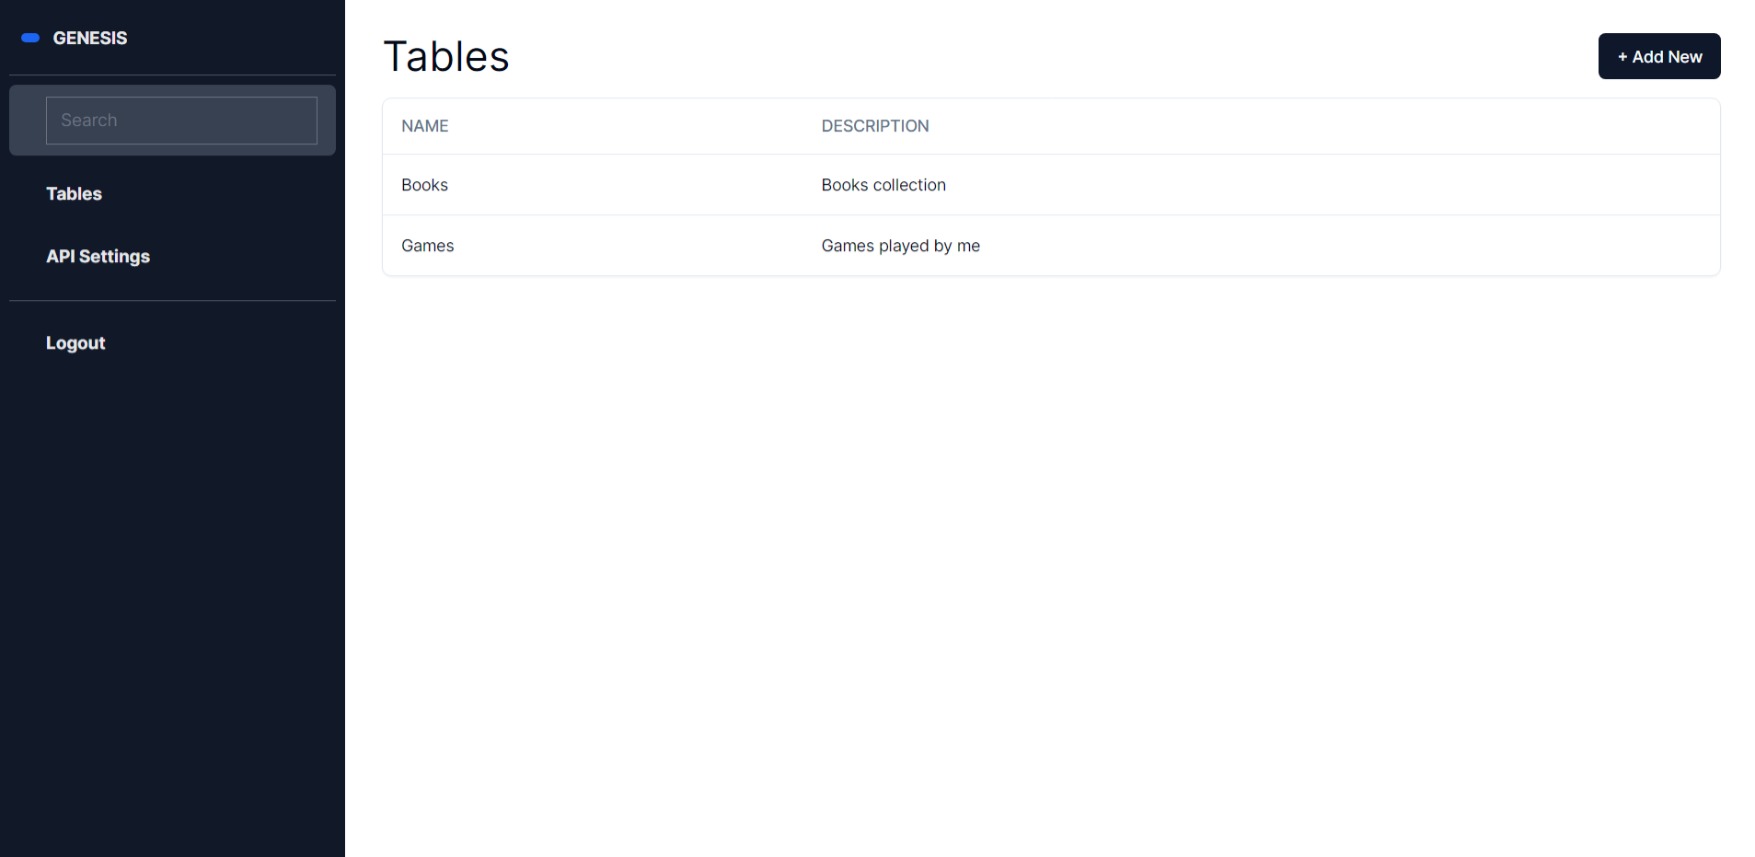 GENESIS
Search
Tables
API Settings
Logout
Tables
+ Add New
NAME DESCRIPTION
Books Books collection
Games Games played by me